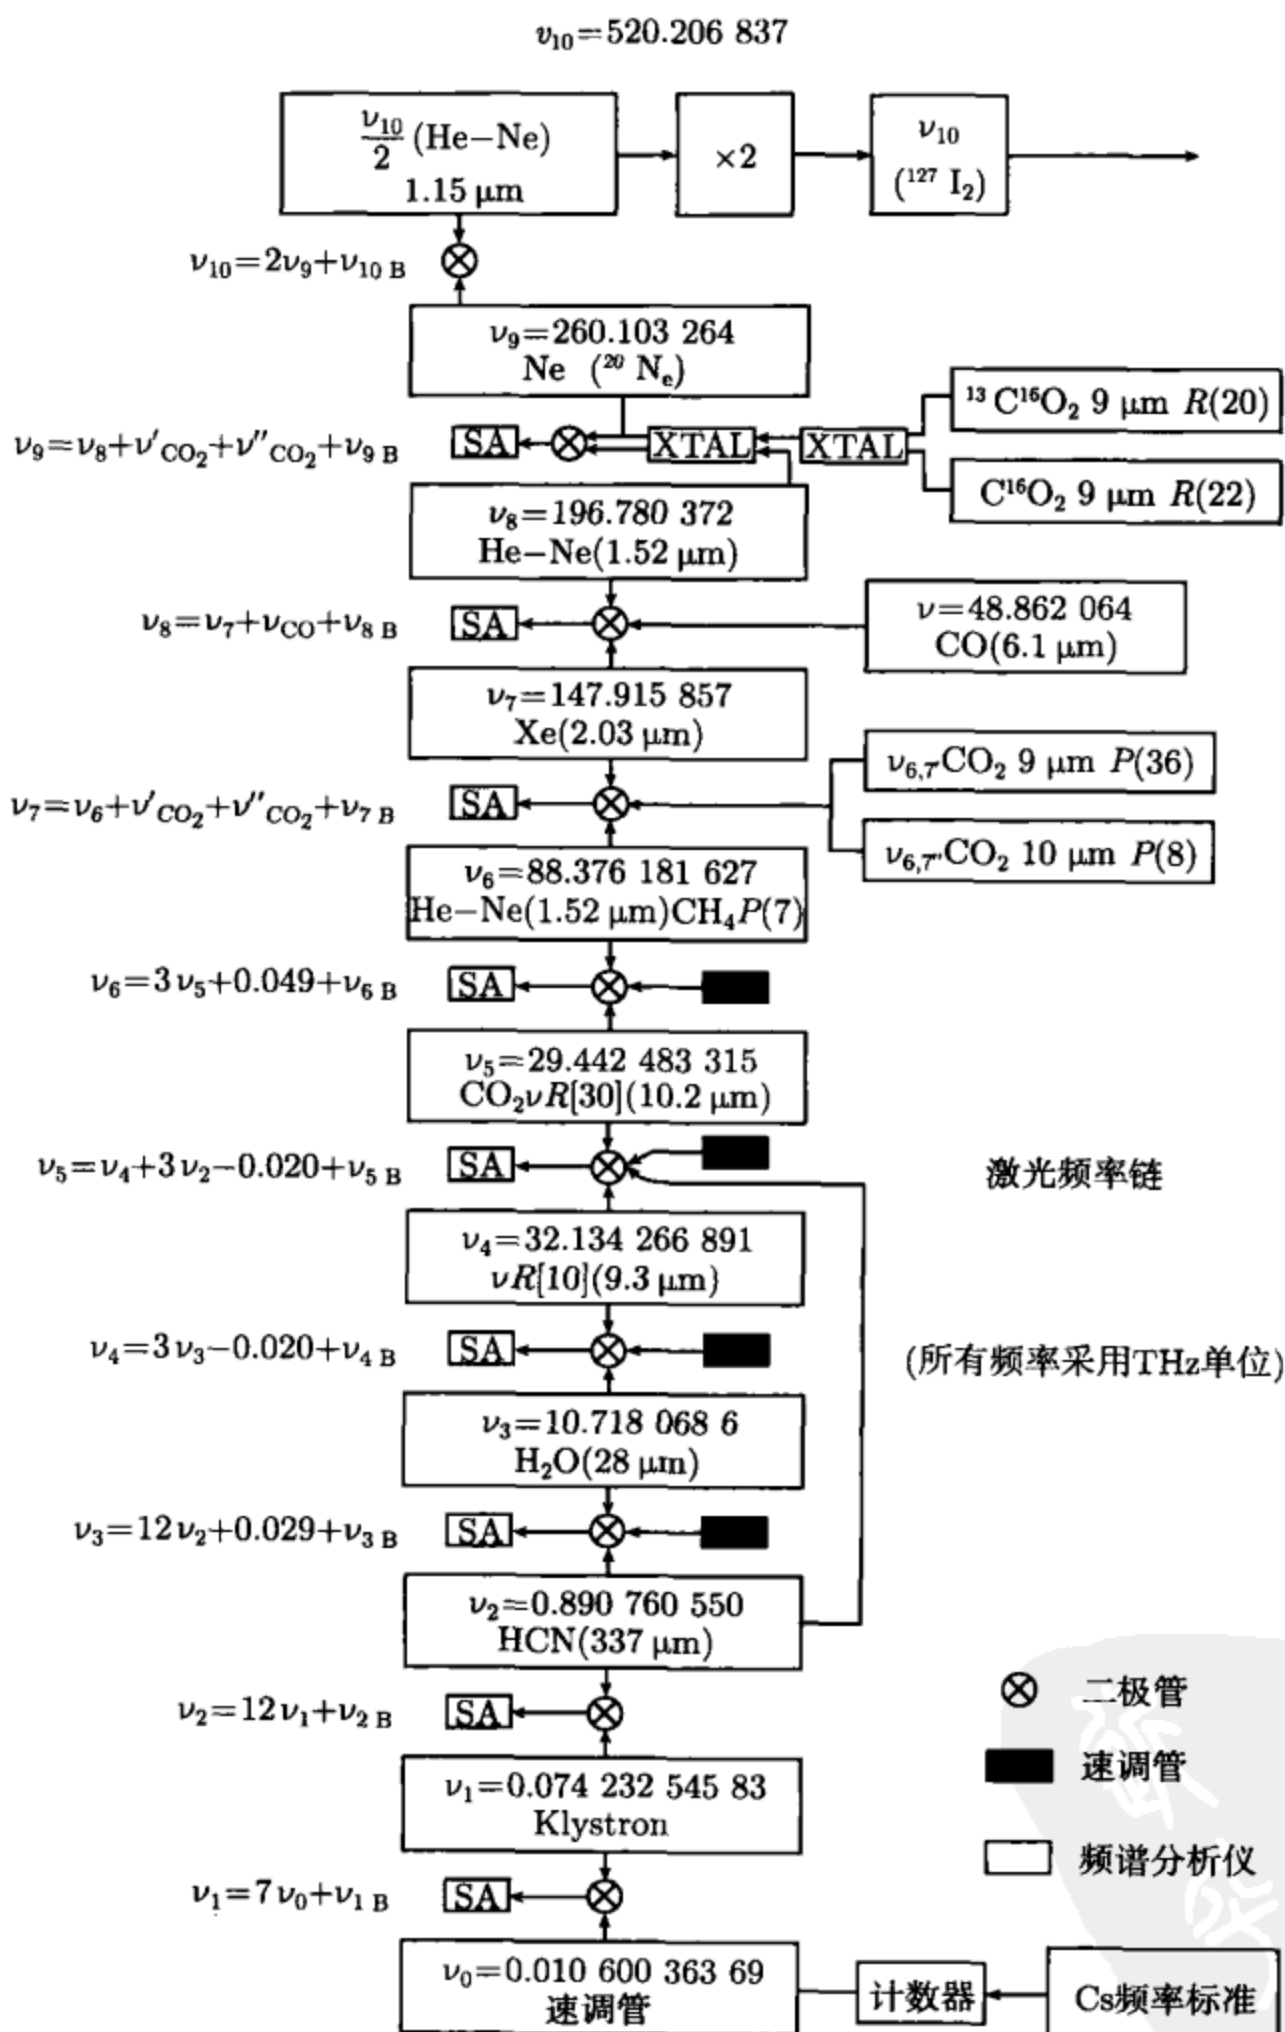 v₁₀=520.206 837
ν₁₀/2 (He−Ne)
1.15 μm
×2
ν₁₀
(¹²⁷ I₂)
ν₁₀=2ν₉+ν₁₀ B
ν₉=260.103 264
Ne (²⁰ Nₑ)
ν₉=ν₈+ν′CO₂+ν″CO₂+ν₉ B
SA
XTAL
XTAL
¹³ C¹⁶O₂ 9 μm R(20)
C¹⁶O₂ 9 μm R(22)
ν₈=196.780 372
He−Ne(1.52 μm)
ν₈=ν₇+νCO+ν₈ B
SA
ν=48.862 064
CO(6.1 μm)
ν₇=147.915 857
Xe(2.03 μm)
ν₇=ν₆+ν′CO₂+ν″CO₂+ν₇ B
SA
ν₆,₇′CO₂ 9 μm P(36)
ν₆,₇″CO₂ 10 μm P(8)
ν₆=88.376 181 627
He−Ne(1.52 μm)CH₄P(7)
ν₆=3ν₅+0.049+ν₆ B
SA
ν₅=29.442 483 315
CO₂νR[30](10.2 μm)
ν₅=ν₄+3ν₂−0.020+ν₅ B
SA
激光频率链
ν₄=32.134 266 891
νR[10](9.3 μm)
ν₄=3ν₃−0.020+ν₄ B
SA
(所有频率采用THz单位)
ν₃=10.718 068 6
H₂O(28 μm)
ν₃=12ν₂+0.029+ν₃ B
SA
ν₂=0.890 760 550
HCN(337 μm)
ν₂=12ν₁+ν₂ B
SA
二极管
ν₁=0.074 232 545 83
Klystron
速调管
频谱分析仪
ν₁=7ν₀+ν₁ B
SA
ν₀=0.010 600 363 69
速调管
计数器
Cs频率标准